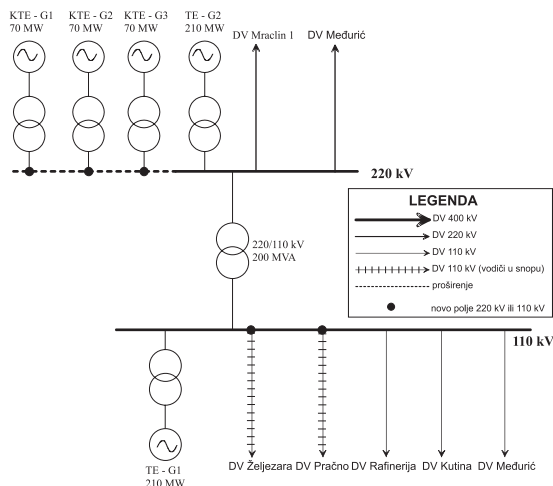 KTE - G1 KTE - G2 KTE - G3 TE - G2
70 MW 70 MW 70 MW 210 MW
DV Mraclin 1 DV Međurić
220 kV
220/110 kV
200 MVA
LEGENDA
DV 400 kV
DV 220 kV
DV 110 kV
DV 110 kV (vodiči u snopu)
proširenje
novo polje 220 kV ili 110 kV
110 kV
TE - G1
210 MW
DV Željezara DV Pračno DV Rafinerija DV Kutina DV Međurić